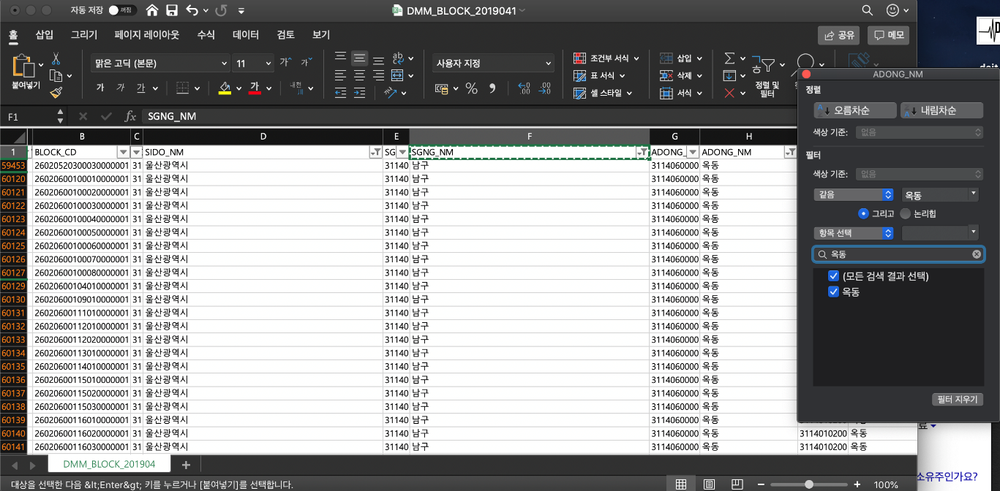 자동 저장 꺼짐 DMM_BLOCK_2019041
홈 삽입 그리기 페이지 레이아웃 수식 데이터 검토 보기 공유 메모
붙여넣기 맑은 고딕 (본문) 11 가^ 가ˇ 가 가 가 가 내천 사용자 지정 % 조건부 서식 표 서식 셀 스타일 삽입 삭제 서식 정렬 및 필터
F1 fx SGNG_NM
B C D E F G H
1 BLOCK_CD SIDO_NM SG SGNG_NM ADONG_ ADONG_NM
59453 26020520300030000001 31 울산광역시 31140 남구 3114060000 옥동
60120 26020600100010000001 31 울산광역시 31140 남구 3114060000 옥동
60121 26020600100020000001 31 울산광역시 31140 남구 3114060000 옥동
60122 26020600100030000001 31 울산광역시 31140 남구 3114060000 옥동
60123 26020600100040000001 31 울산광역시 31140 남구 3114060000 옥동
60124 26020600100050000001 31 울산광역시 31140 남구 3114060000 옥동
60125 26020600100060000001 31 울산광역시 31140 남구 3114060000 옥동
60126 26020600100070000001 31 울산광역시 31140 남구 3114060000 옥동
60127 26020600100080000001 31 울산광역시 31140 남구 3114060000 옥동
60129 26020600104010000001 31 울산광역시 31140 남구 3114060000 옥동
60130 26020600109010000001 31 울산광역시 31140 남구 3114060000 옥동
60131 26020600111010000001 31 울산광역시 31140 남구 3114060000 옥동
60132 26020600112010000001 31 울산광역시 31140 남구 3114060000 옥동
60133 26020600112020000001 31 울산광역시 31140 남구 3114060000 옥동
60134 26020600113010000001 31 울산광역시 31140 남구 3114060000 옥동
60135 26020600114010000001 31 울산광역시 31140 남구 3114060000 옥동
60136 26020600115010000001 31 울산광역시 31140 남구 3114060000 옥동
60137 26020600115020000001 31 울산광역시 31140 남구 3114060000 옥동
60138 26020600115030000001 31 울산광역시 31140 남구 3114060000 옥동
60139 26020600116010000001 31 울산광역시 31140 남구 3114060000 옥동
60140 26020600116020000001 31 울산광역시 31140 남구 3114060000 옥동 3114010200 옥동
60141 26020600116030000001 31 울산광역시 31140 남구 3114060000 옥동 3114010200 옥동
DMM_BLOCK_201904
대상을 선택한 다음 &lt;Enter&gt; 키를 누르거나 [붙여넣기]를 선택합니다. 100%
ADONG_NM
정렬
오름차순 내림차순
색상 기준: 없음
필터
색상 기준: 없음
같음 옥동
그리고 논리합
항목 선택
옥동
(모든 검색 결과 선택)
옥동
필터 지우기
소유주인가요?